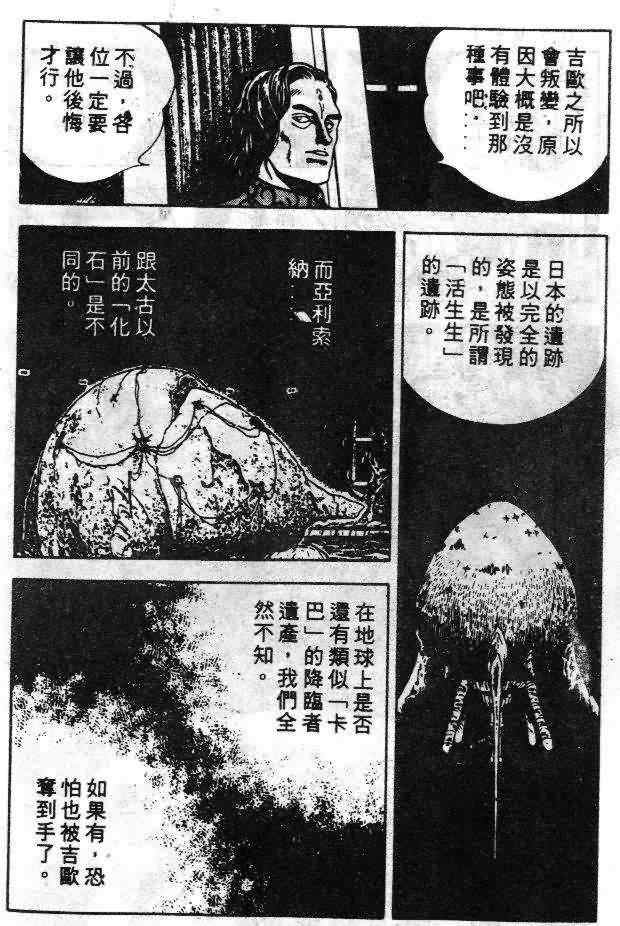 吉歐之所以
會叛變，原
因大概是沒
有體驗到那
種事吧．……
不過，各
位一定要
讓他後悔
才行。
日本的遺跡
是以完全的
姿態被發現
的，是所謂
「活生生」
的遺跡。
而亞利索
納……
跟太古以
前的「化
石」是不
同的。
在地球上是否
還有類似「卡
巴」的降臨者
遺產，我們全
然不知。
如果有，恐
怕也被吉歐
奪到手了。